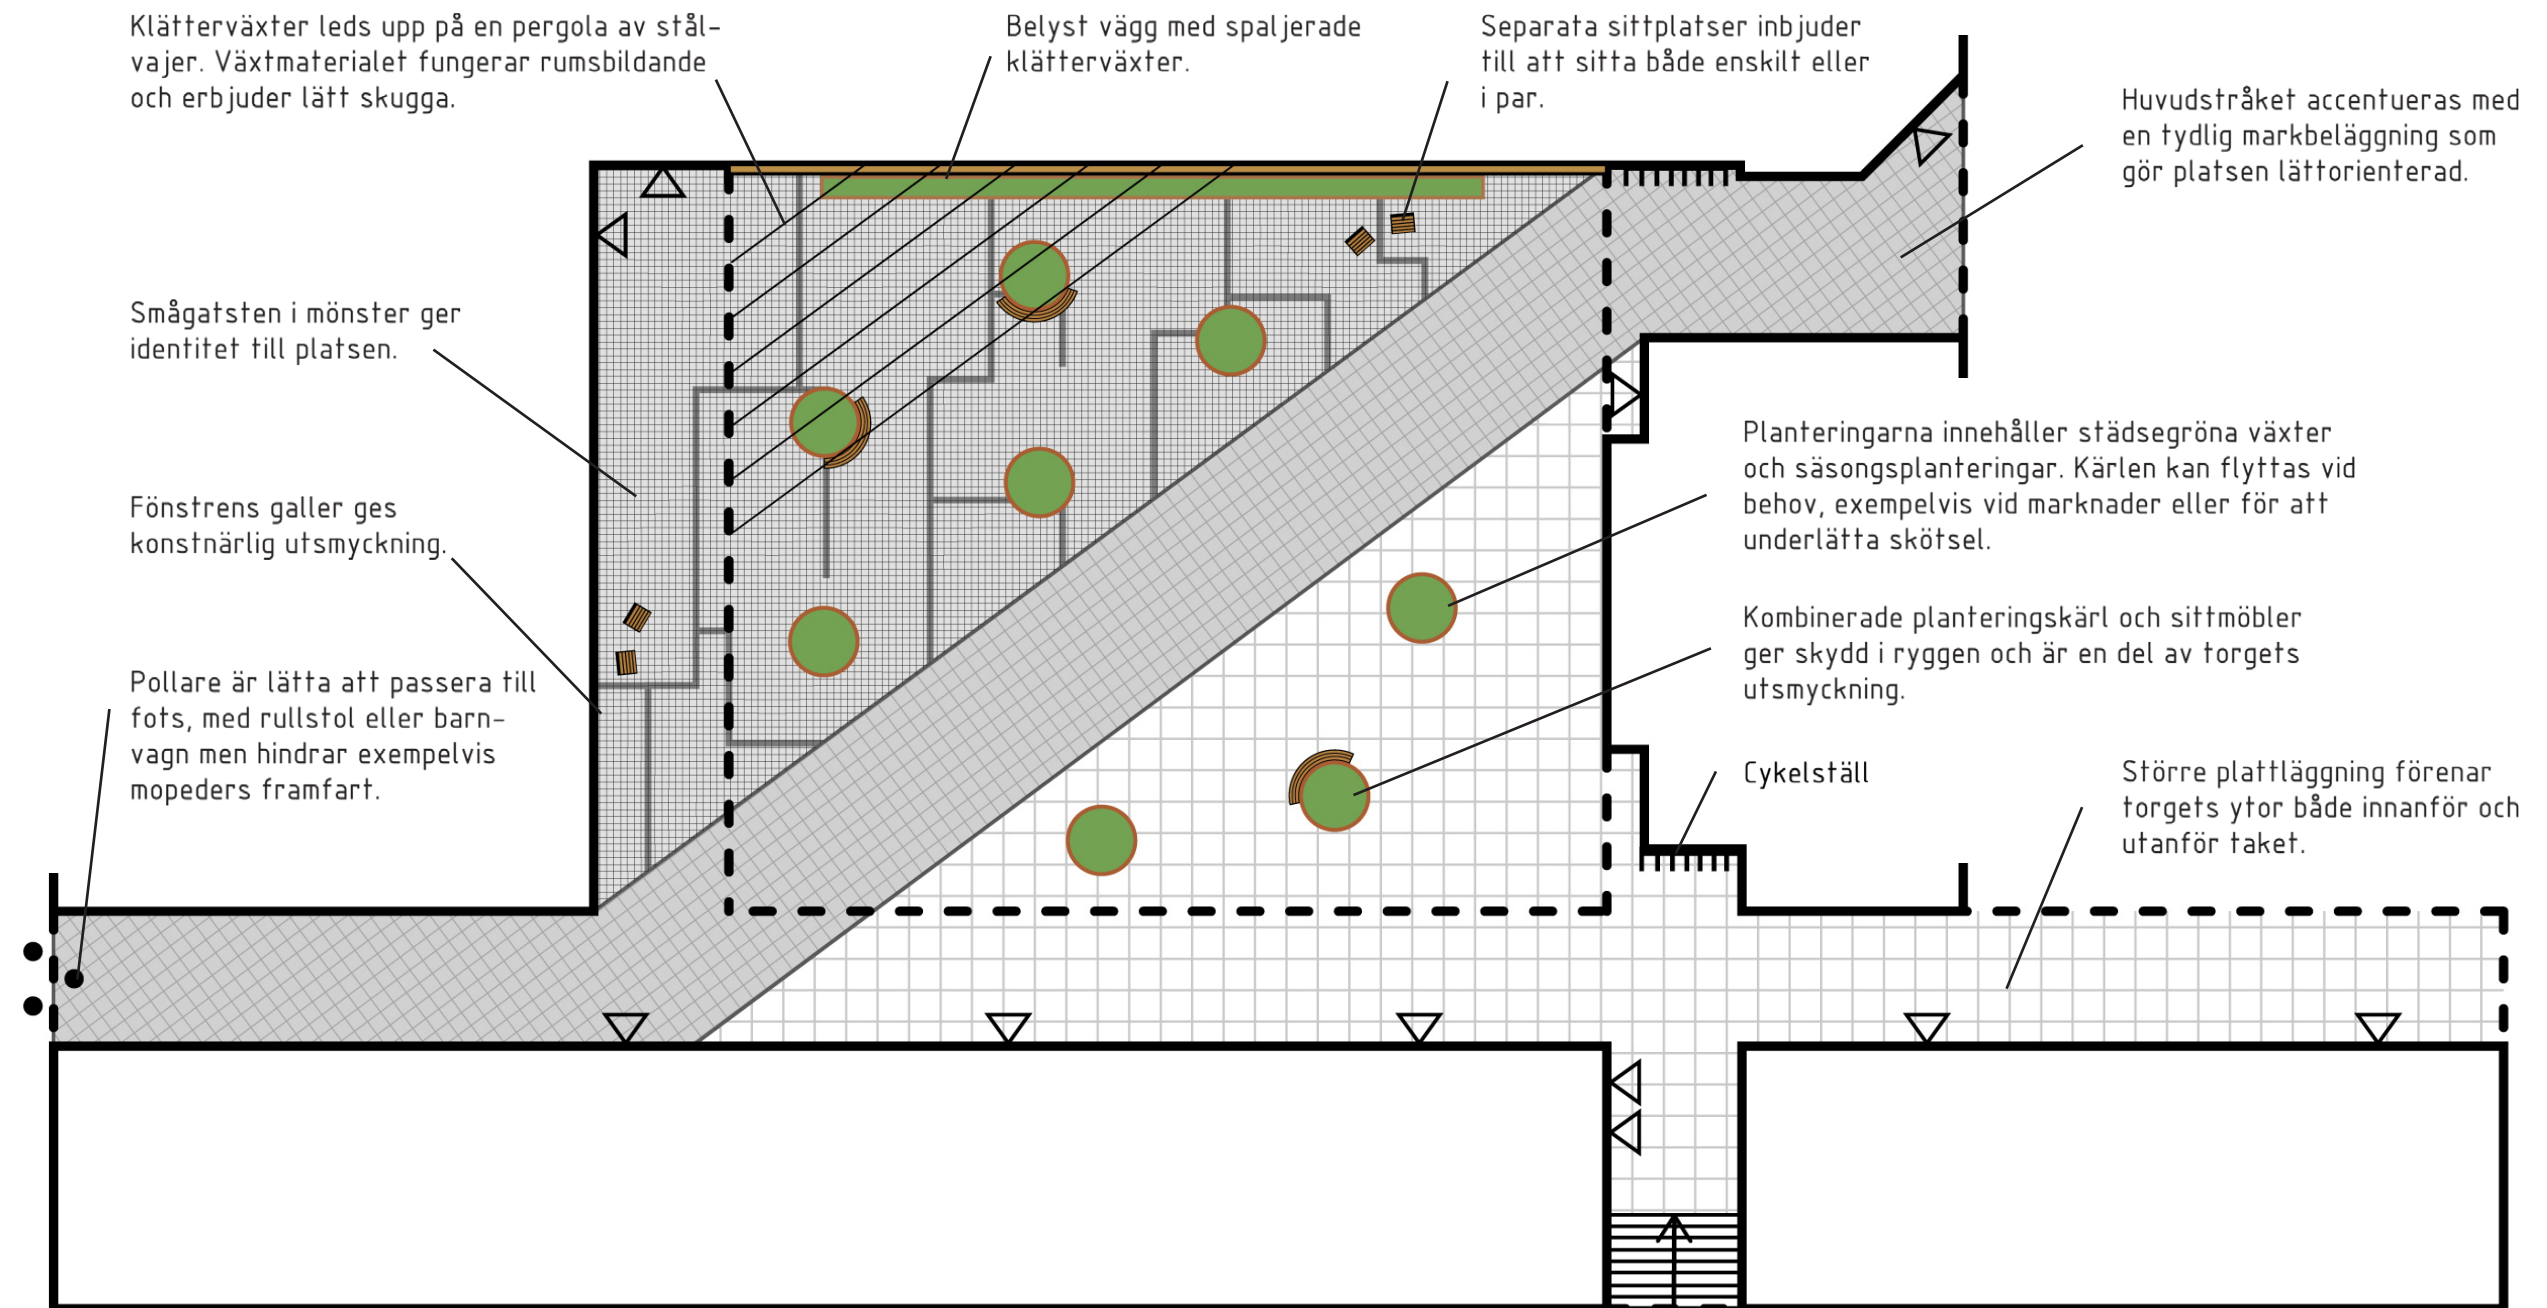 Klätterväxter leds upp på en pergola av stål-
vajer. Växtmaterialet fungerar rumsbildande
och erbjuder lätt skugga.
Belyst vägg med spaljerade
klätterväxter.
Separata sittplatser inbjuder
till att sitta både enskilt eller
i par.
Huvudstråket accentueras med
en tydlig markbeläggning som
gör platsen lättorienterad.
Smågatsten i mönster ger
identitet till platsen.
Fönstrens galler ges
konstnärlig utsmyckning.
Pollare är lätta att passera till
fots, med rullstol eller barn-
vagn men hindrar exempelvis
mopeders framfart.
Planteringarna innehåller städsegröna växter
och säsongsplanteringar. Kärlen kan flyttas vid
behov, exempelvis vid marknader eller för att
underlätta skötsel.
Kombinerade planteringskärl och sittmöbler
ger skydd i ryggen och är en del av torgets
utsmyckning.
Cykelställ
Större plattläggning förenar
torgets ytor både innanför och
utanför taket.